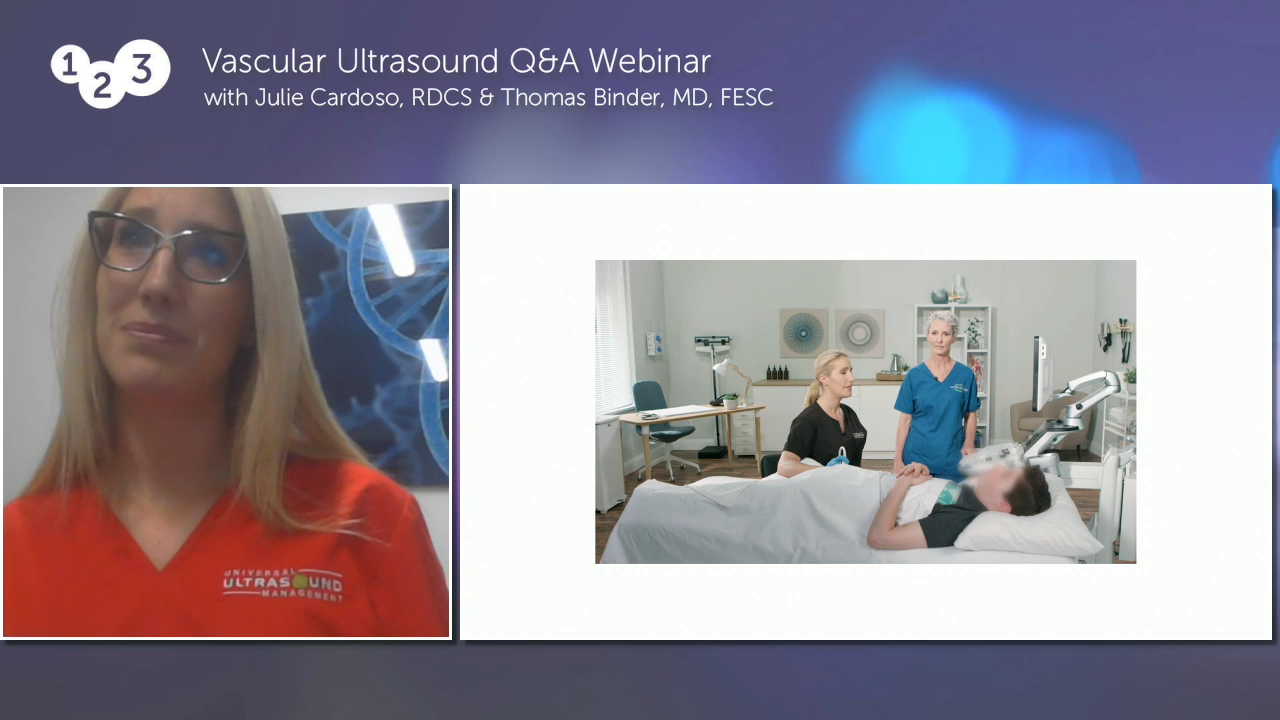 1
2
3
Vascular Ultrasound Q&A Webinar
with Julie Cardoso, RDCS & Thomas Binder, MD, FESC
UNIVERSAL
ULTRASOUND
MANAGEMENT